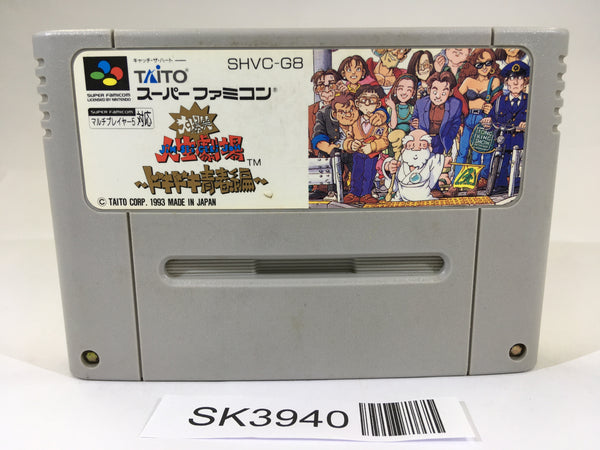 キャッチ・ザ・ハート
TAITO
SHVC-G8
SUPER FAMICOM
LICENSED BY NINTENDO
スーパーファミコン
SUPER FAMICOM
マルチプレイヤー5 対応
大爆笑
人生劇場
〜ドキドキ青春編〜
TM
© TAITO CORP. 1993 MADE IN JAPAN
SK3940